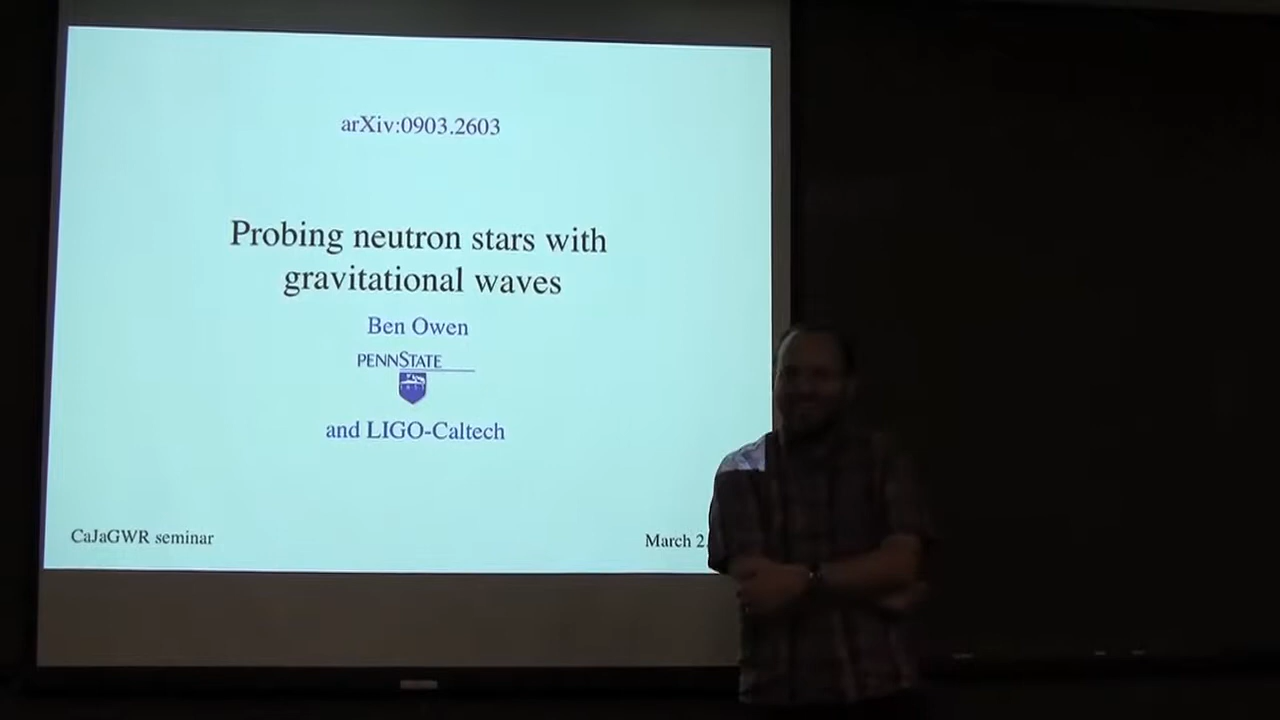 arXiv:0903.2603
Probing neutron stars with
gravitational waves
Ben Owen
PENNSTATE
and LIGO-Caltech
CaJaGWR seminar
March 2